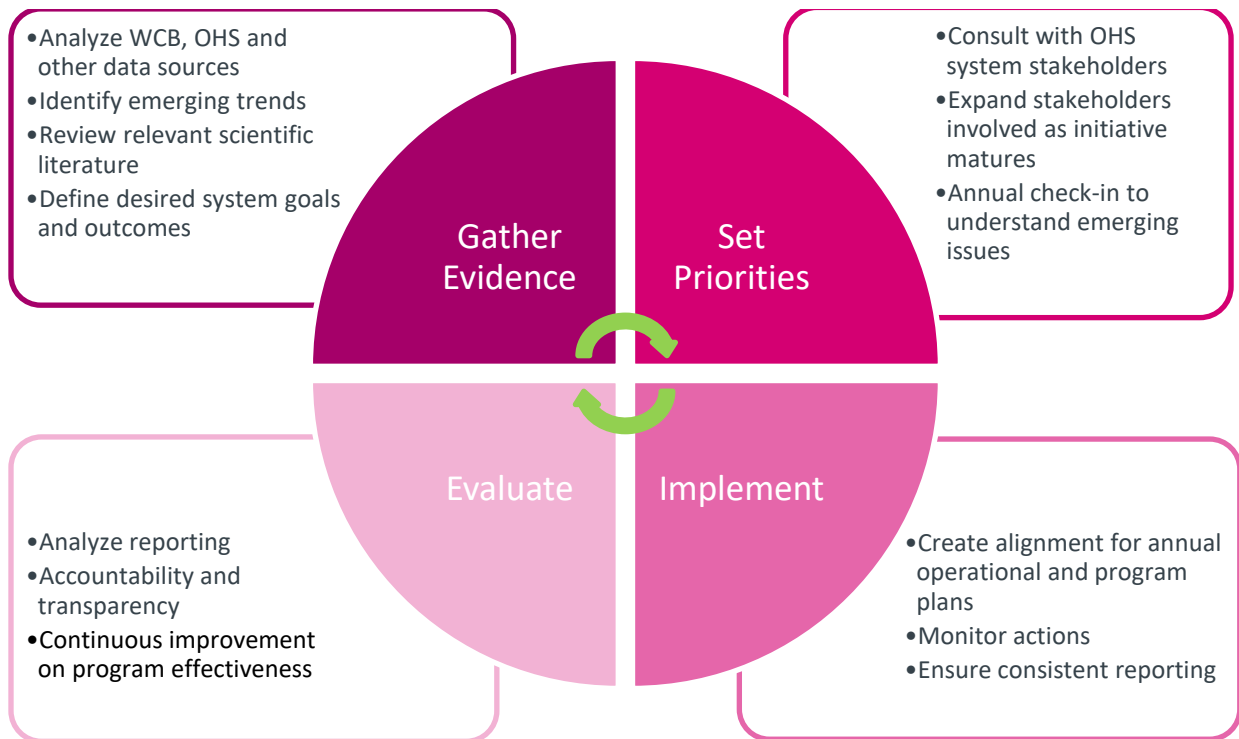 •Analyze WCB, OHS and
other data sources
•Identify emerging trends
•Review relevant scientific
literature
•Define desired system goals
and outcomes
•Consult with OHS
system stakeholders
•Expand stakeholders
involved as initiative
matures
•Annual check-in to
understand emerging
issues
Gather
Evidence
Set
Priorities
Evaluate
Implement
•Analyze reporting
•Accountability and
transparency
•Continuous improvement
on program effectiveness
•Create alignment for annual
operational and program
plans
•Monitor actions
•Ensure consistent reporting